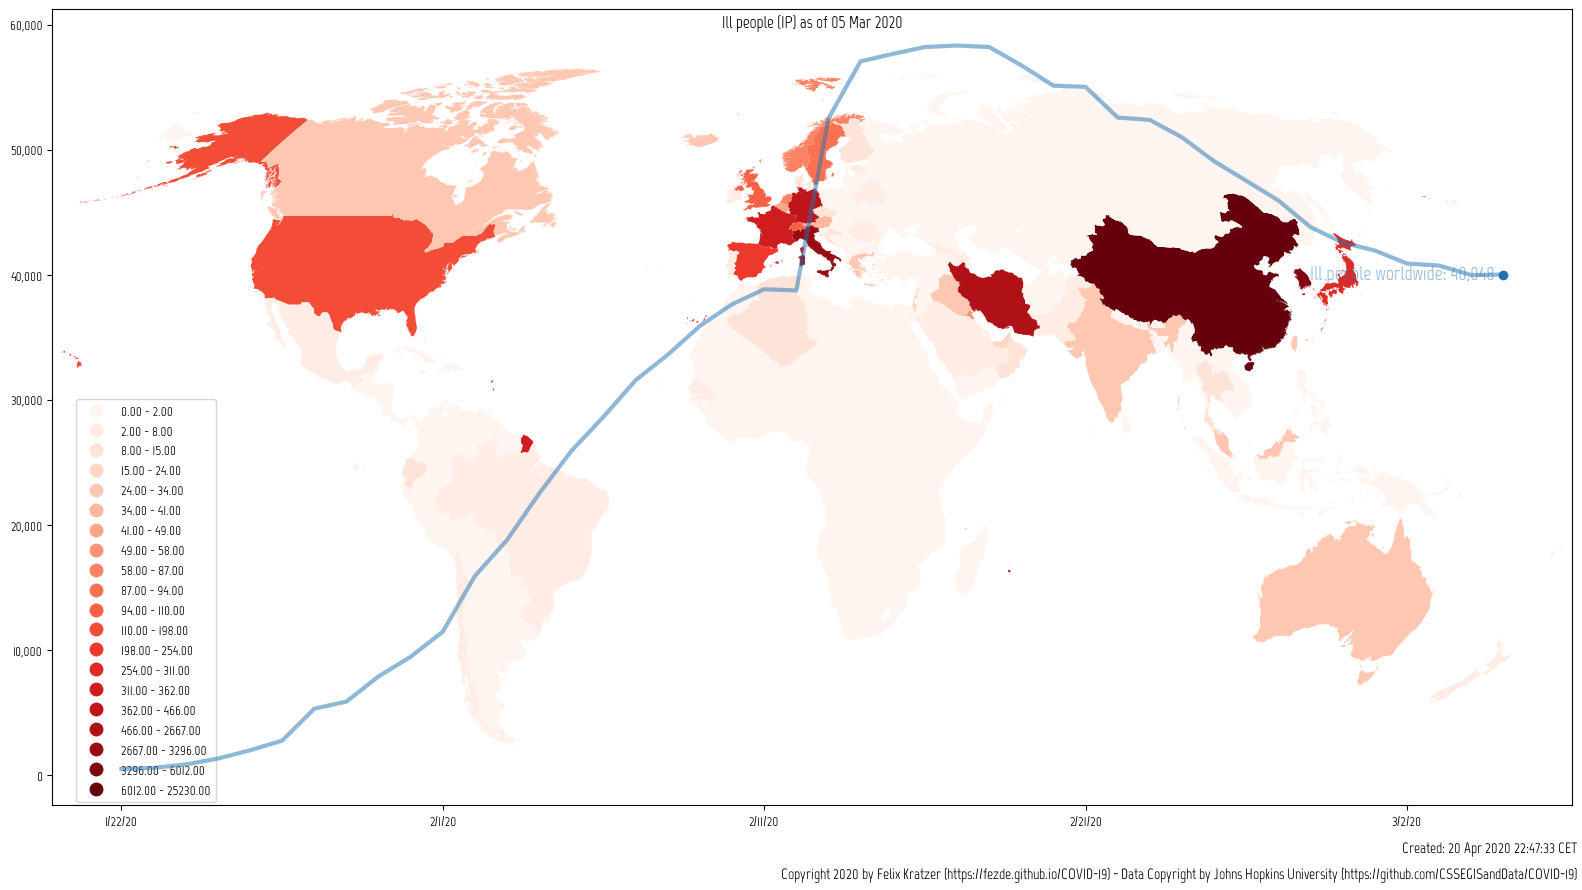 Ill people (IP) as of 05 Mar 2020
60,000
50,000
40,000
30,000
20,000
10,000
0
Ill people worldwide: 40,048
0.00 - 2.00
2.00 - 8.00
8.00 - 15.00
15.00 - 24.00
24.00 - 34.00
34.00 - 41.00
41.00 - 49.00
49.00 - 58.00
58.00 - 87.00
87.00 - 94.00
94.00 - 110.00
110.00 - 198.00
198.00 - 254.00
254.00 - 311.00
311.00 - 362.00
362.00 - 466.00
466.00 - 2667.00
2667.00 - 3296.00
3296.00 - 6012.00
6012.00 - 25230.00
1/22/20
2/1/20
2/11/20
2/21/20
3/2/20
Created: 20 Apr 2020 22:47:33 CET
Copyright 2020 by Felix Kratzer (https://fezde.github.io/COVID-19) - Data Copyright by Johns Hopkins University (https://github.com/CSSEGISandData/COVID-19)